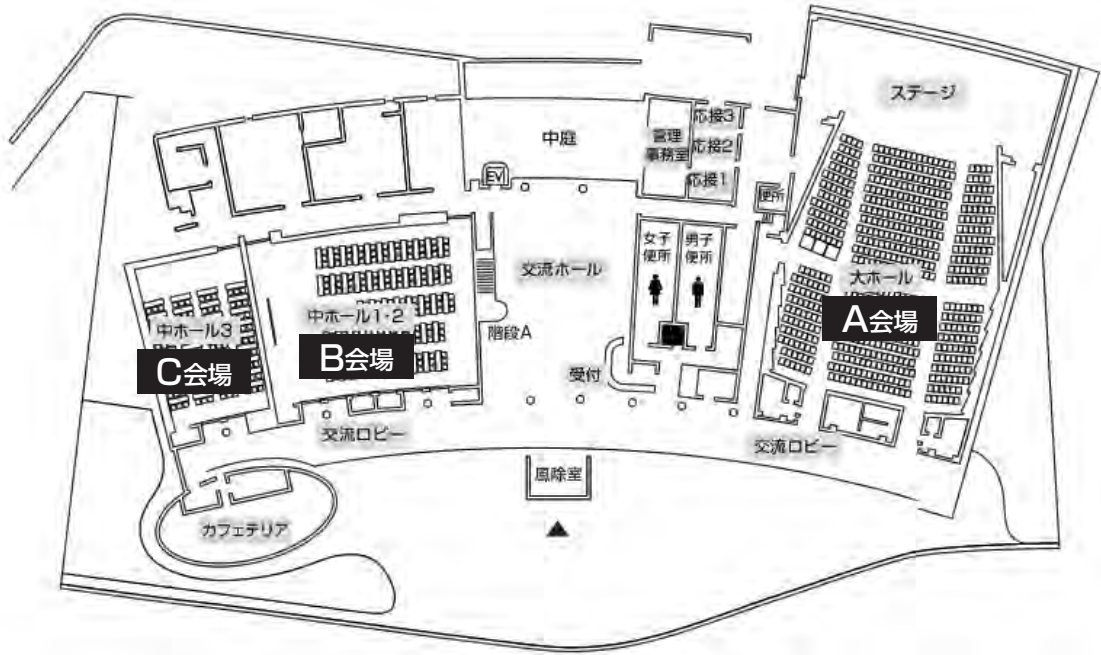 ステージ
応接3
中庭
管理
事務室
応接2
EV
応接1
便所
女子
便所
男子
便所
交流ホール
大ホール
中ホール1・2
A会場
中ホール3
階段A
B会場
C会場
受付
交流ロビー
交流ロビー
風除室
カフェテリア